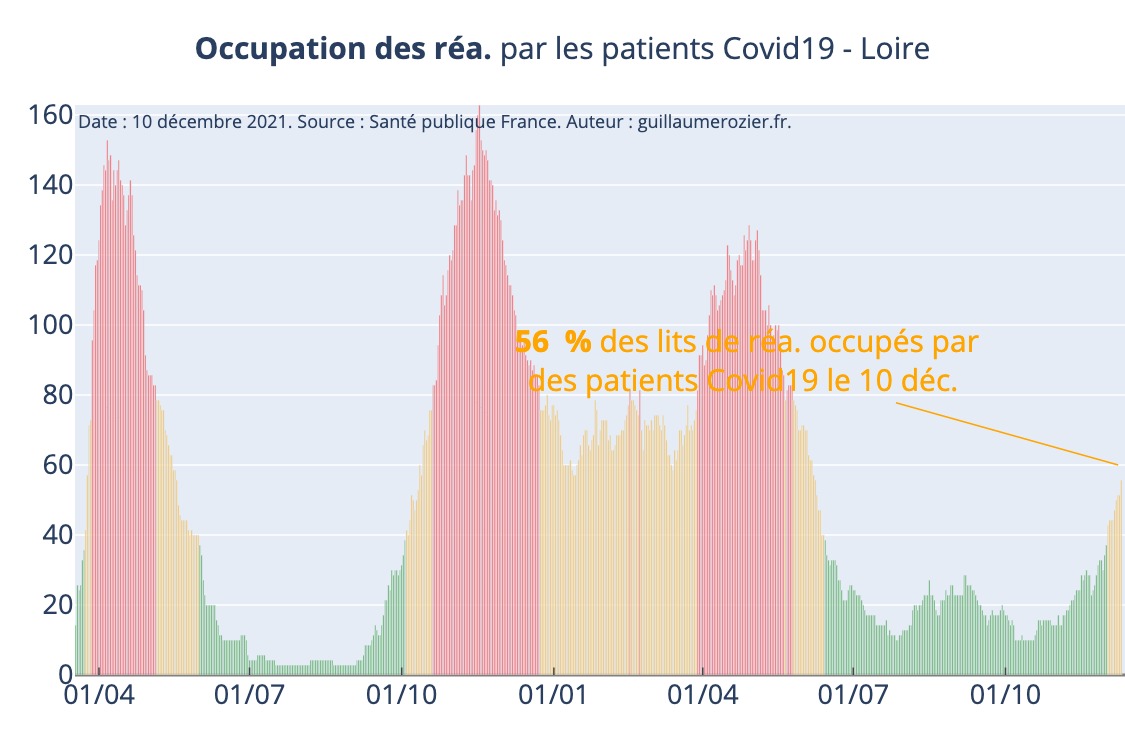 Occupation des réa. par les patients Covid19 - Loire
160
Date : 10 décembre 2021. Source : Santé publique France. Auteur : guillaumerozier.fr.
140
120
100
56 % des lits de réa. occupés par
des patients Covid19 le 10 déc.
80
60
40
20
0
01/04 01/07 01/10 01/01 01/04 01/07 01/10